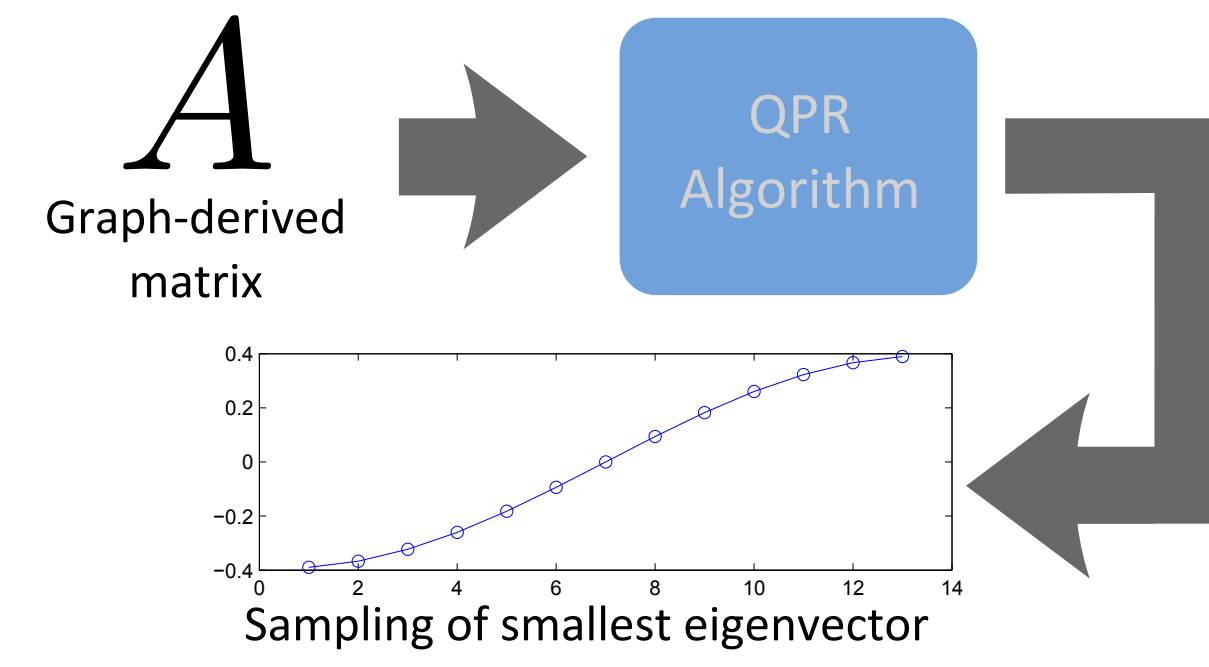 A
Graph-derived
matrix
QPR
Algorithm
0.4
0.2
0
−0.2
−0.4
0 2 4 6 8 10 12 14
Sampling of smallest eigenvector